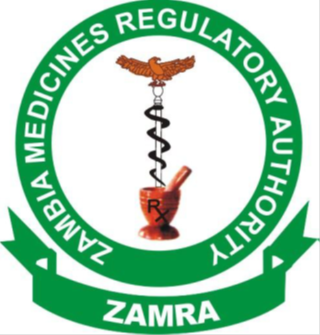 ZAMBIA MEDICINES REGULATORY AUTHORITY
Rx
ZAMRA